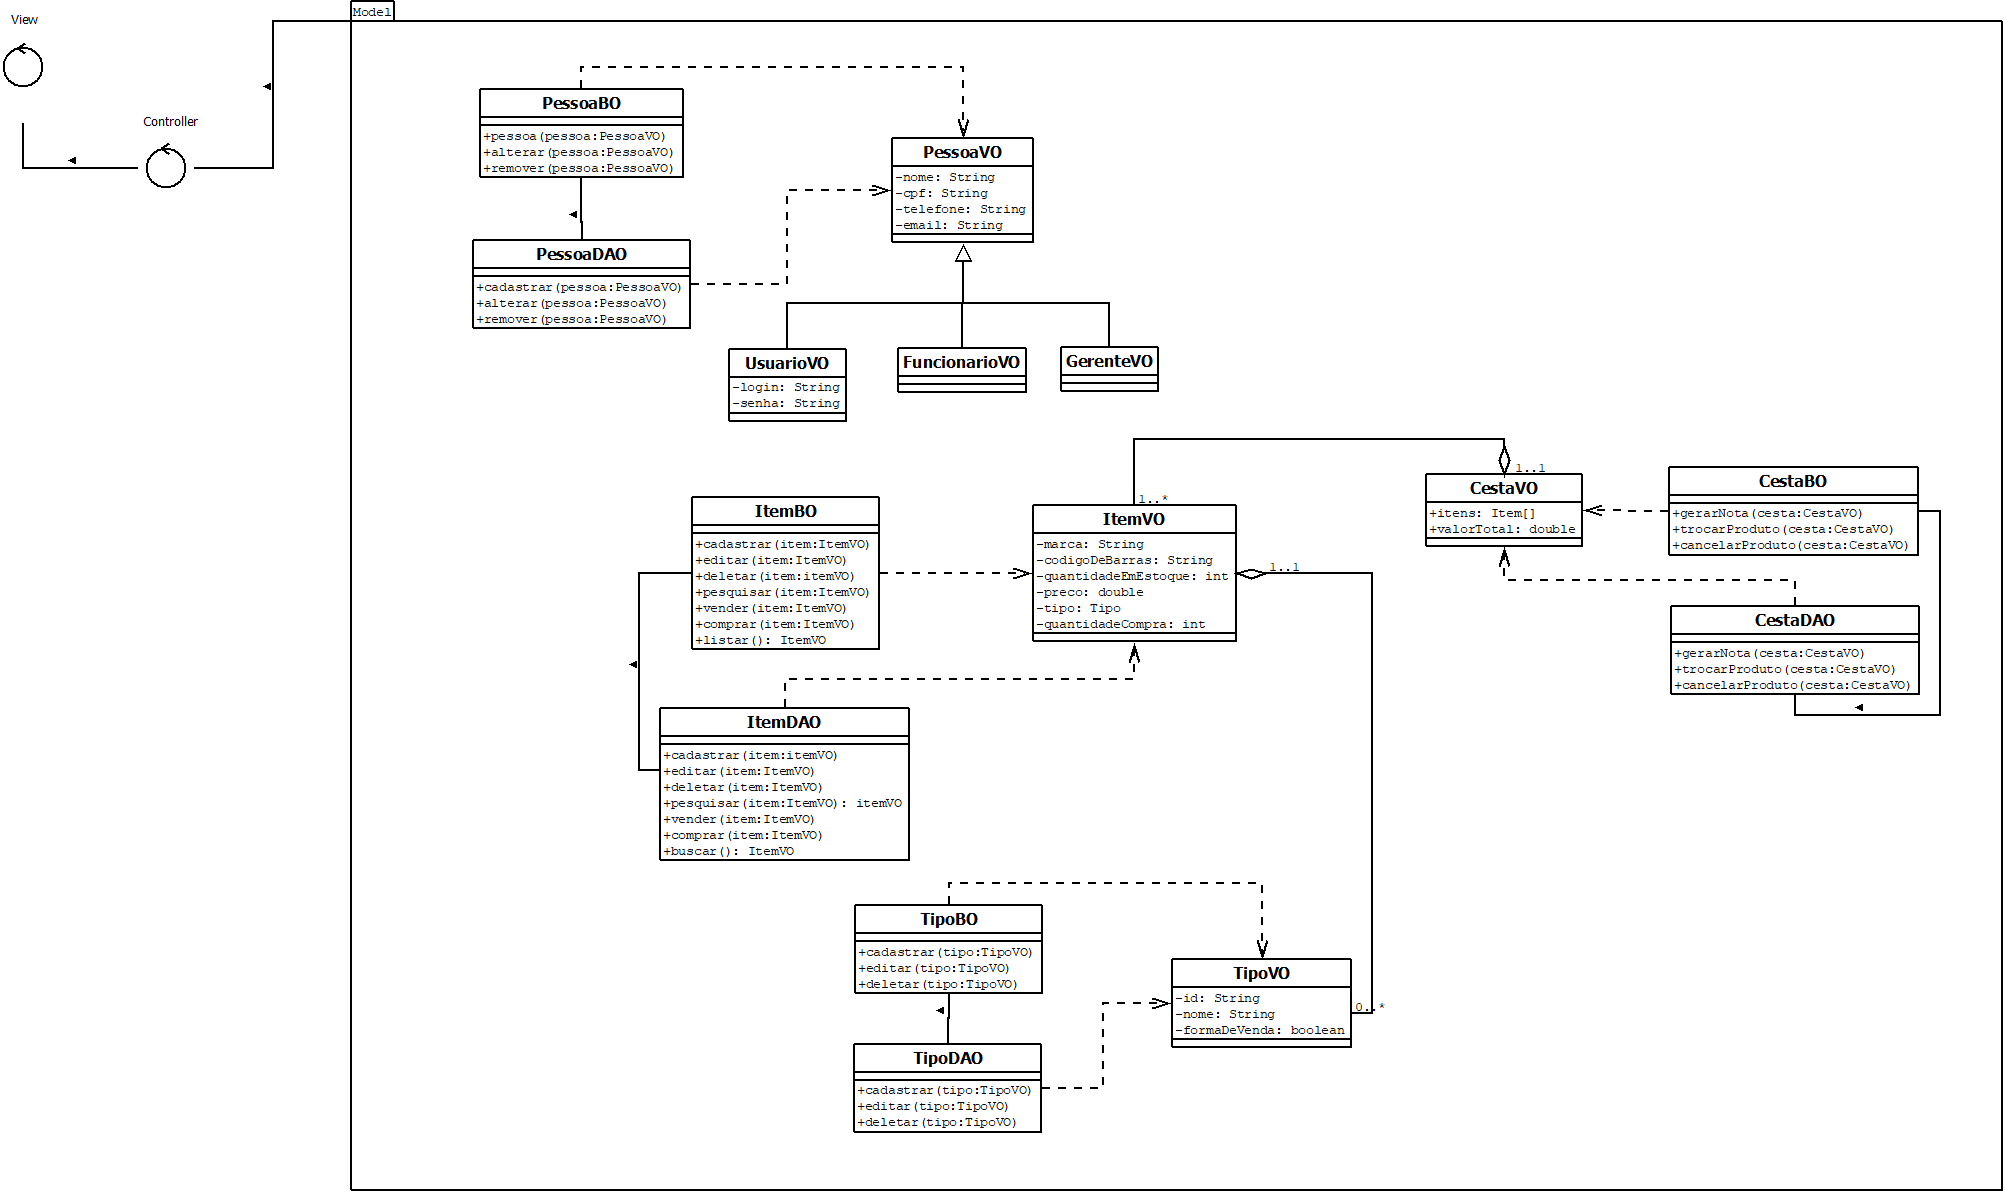 View
Controller
Model
PessoaBO
+pessoa(pessoa:PessoaVO)
+alterar(pessoa:PessoaVO)
+remover(pessoa:PessoaVO)
PessoaVO
-nome: String
-cpf: String
-telefone: String
-email: String
PessoaDAO
+cadastrar(pessoa:PessoaVO)
+alterar(pessoa:PessoaVO)
+remover(pessoa:PessoaVO)
UsuarioVO
-login: String
-senha: String
FuncionarioVO
GerenteVO
ItemBO
+cadastrar(item:ItemVO)
+editar(item:ItemVO)
+deletar(item:itemVO)
+pesquisar(item:ItemVO)
+vender(item:ItemVO)
+comprar(item:ItemVO)
+listar(): ItemVO
1..*
ItemVO
-marca: String
-codigoDeBarras: String
-quantidadeEmEstoque: int
-preco: double
-tipo: Tipo
-quantidadeCompra: int
1..1
1..1
CestaVO
+itens: Item[]
+valorTotal: double
CestaBO
+gerarNota(cesta:CestaVO)
+trocarProduto(cesta:CestaVO)
+cancelarProduto(cesta:CestaVO)
CestaDAO
+gerarNota(cesta:CestaVO)
+trocarProduto(cesta:CestaVO)
+cancelarProduto(cesta:CestaVO)
ItemDAO
+cadastrar(item:itemVO)
+editar(item:ItemVO)
+deletar(item:ItemVO)
+pesquisar(item:ItemVO): itemVO
+vender(item:ItemVO)
+comprar(item:ItemVO)
+buscar(): ItemVO
TipoBO
+cadastrar(tipo:TipoVO)
+editar(tipo:TipoVO)
+deletar(tipo:TipoVO)
TipoVO
-id: String
-nome: String
-formaDeVenda: boolean
0..*
TipoDAO
+cadastrar(tipo:TipoVO)
+editar(tipo:TipoVO)
+deletar(tipo:TipoVO)